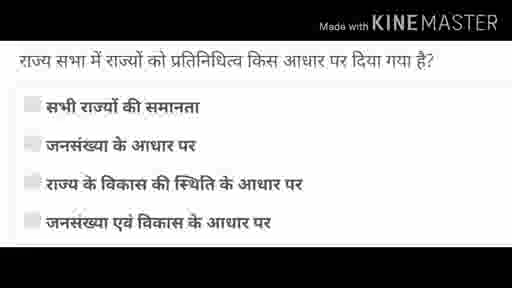 Made with KINEMASTER
राज्य सभा में राज्यों को प्रतिनिधित्व किस आधार पर दिया गया है?
सभी राज्यों की समानता
जनसंख्या के आधार पर
राज्य के विकास की स्थिति के आधार पर
जनसंख्या एवं विकास के आधार पर